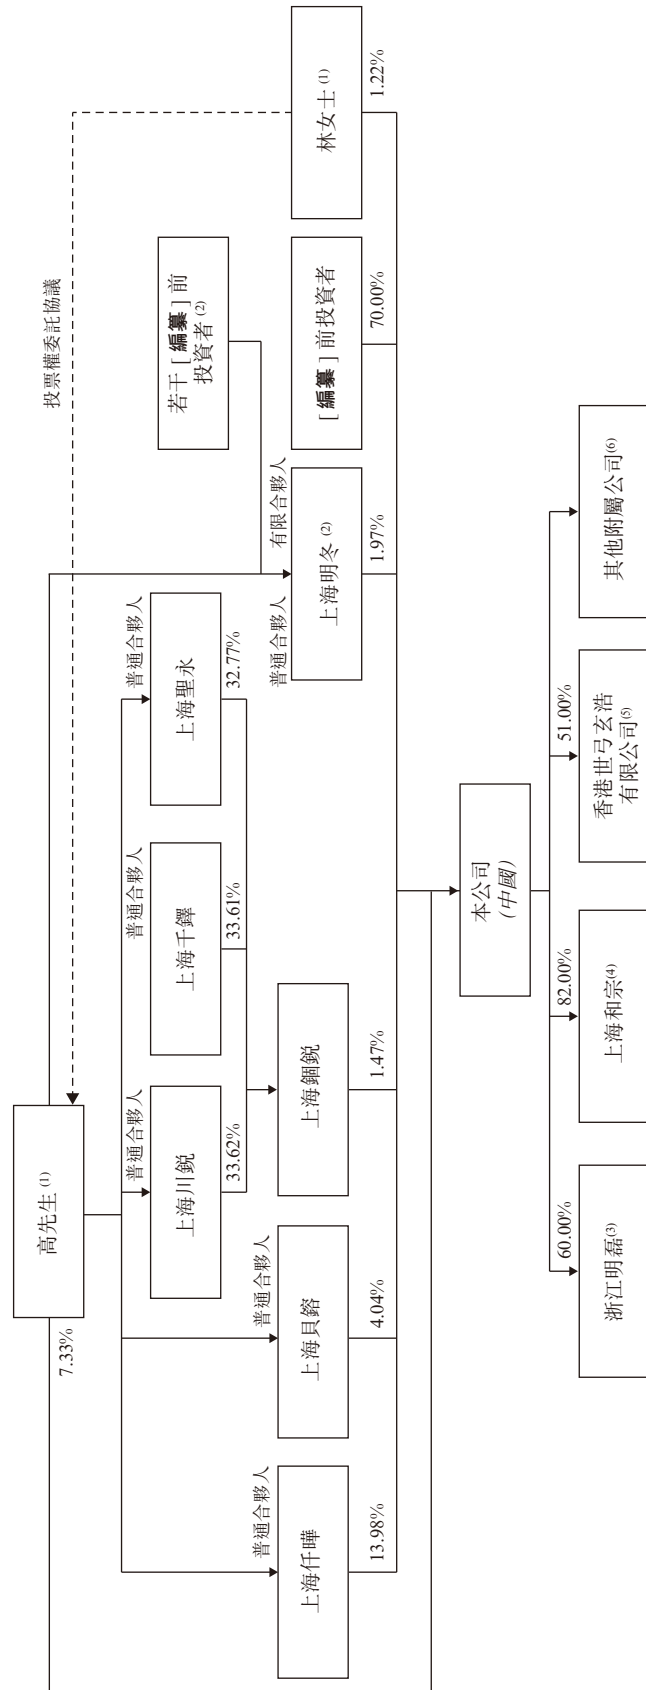 高先生(1)
7.33%
投票權委託協議
普通合夥人
上海川銳
33.62%
普通合夥人
上海千鐸
33.61%
普通合夥人
上海聖永
32.77%
若干 [ 編纂 ] 前
投資者(2)
普通合夥人
上海仟曄
13.98%
普通合夥人
上海貝鎔
4.04%
上海錮銳
1.47%
普通合夥人
有限合夥人
上海明冬(2)
1.97%
[ 編纂 ] 前投資者
70.00%
林女士(1)
1.22%
本公司
(中國)
60.00%
浙江明磊(3)
82.00%
上海和宗(4)
51.00%
香港世弓玄浩
有限公司(5)
其他附屬公司(6)